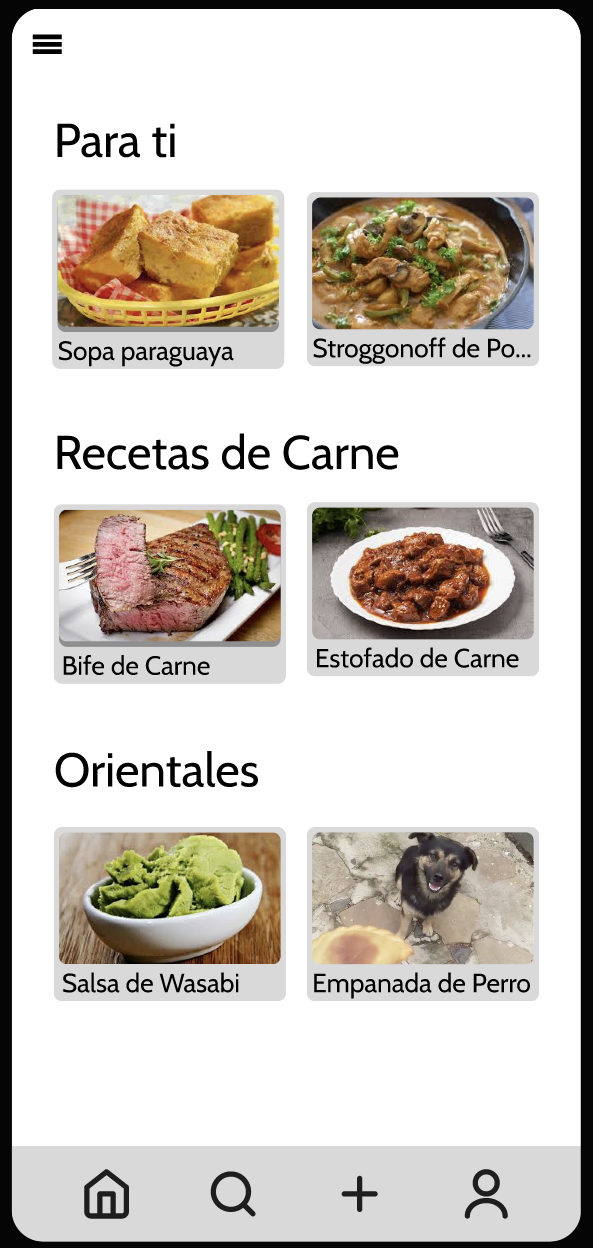 Para ti
Sopa paraguaya
Stroggonoff de Po...
Recetas de Carne
Bife de Carne
Estofado de Carne
Orientales
Salsa de Wasabi
Empanada de Perro